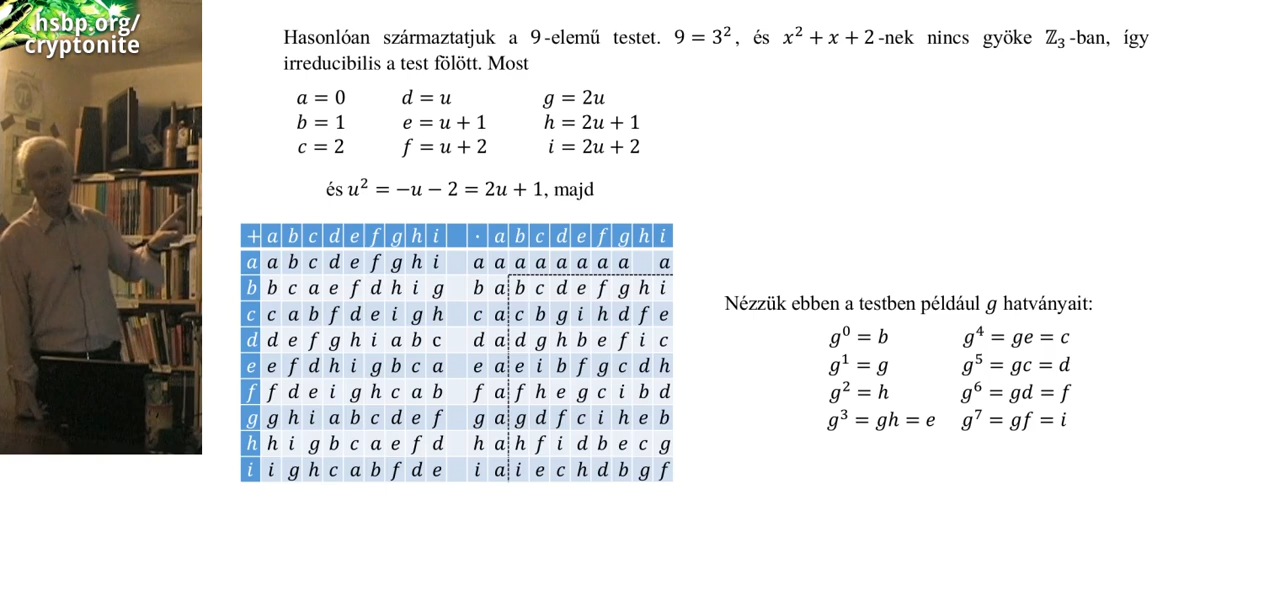 hsbp.org/
cryptonite
Hasonlóan származtatjuk a 9-elemű testet. 9 = 3², és x² + x + 2-nek nincs gyöke ℤ₃-ban, így
irreducibilis a test fölött. Most
a = 0 d = u g = 2u
b = 1 e = u + 1 h = 2u + 1
c = 2 f = u + 2 i = 2u + 2
és u² = −u − 2 = 2u + 1, majd
+ a b c d e f g h i · a b c d e f g h i
a a b c d e f g h i a a a a a a a a a
b b c a e f d h i g b a b c d e f g h i
c c a b f d e i g h c a c b g i h d f e
d d e f g h i a b c d a d g h b e f i c
e e f d h i g b c a e a e i b f g c d h
f f d e i g h c a b f a f h e g c i b d
g g h i a b c d e f g a g d f c i h e b
h h i g b c a e f d h a h f i d b e c g
i i g h c a b f d e i a i e c h d b g f
Nézzük ebben a testben például g hatványait:
g⁰ = b g⁴ = ge = c
g¹ = g g⁵ = gc = d
g² = h g⁶ = gd = f
g³ = gh = e g⁷ = gf = i